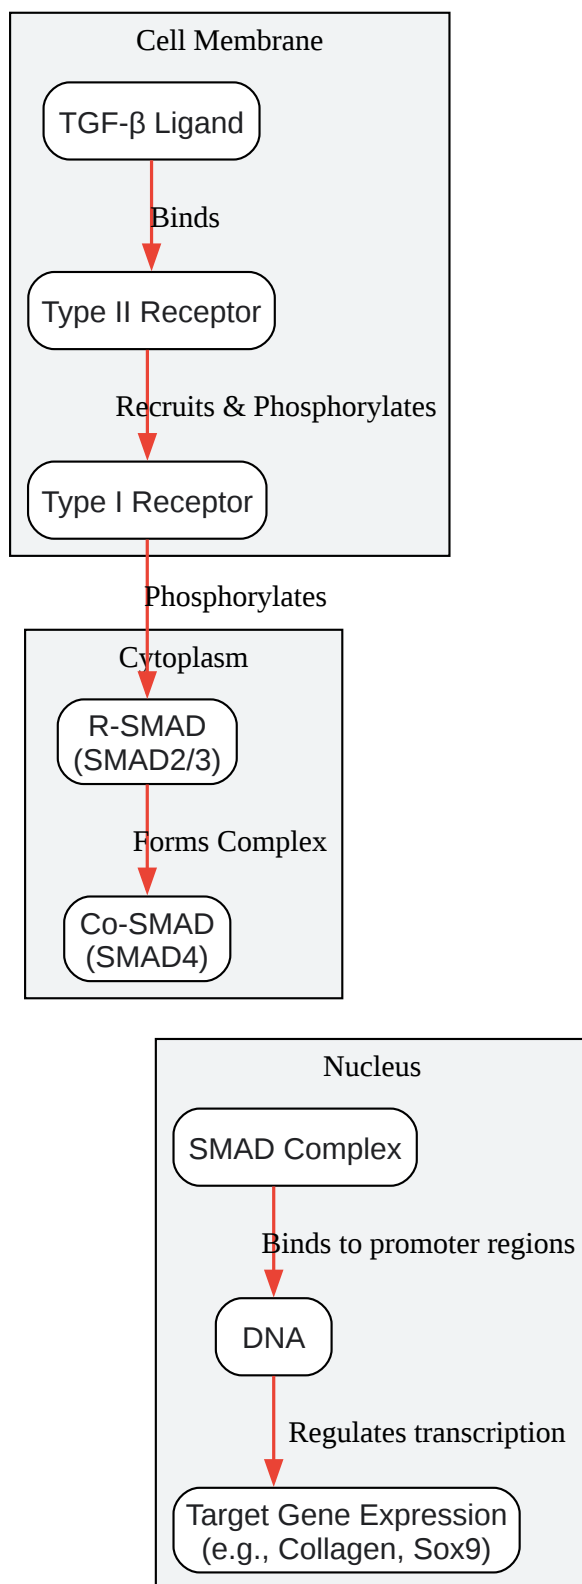 Cell Membrane
TGF-β Ligand
Binds
Type II Receptor
Recruits & Phosphorylates
Type I Receptor
Phosphorylates
Cytoplasm
R-SMAD
(SMAD2/3)
Forms Complex
Co-SMAD
(SMAD4)
Nucleus
SMAD Complex
Binds to promoter regions
DNA
Regulates transcription
Target Gene Expression
(e.g., Collagen, Sox9)